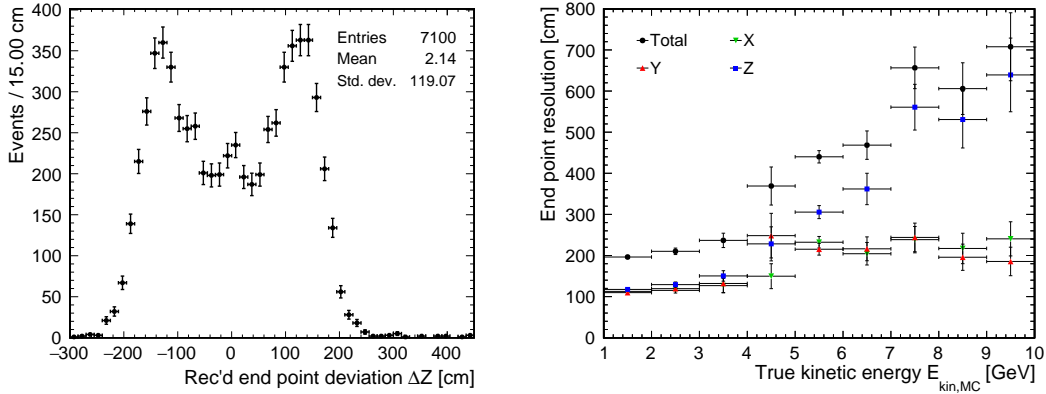 Events / 15.00 cm
400
350
300
250
200
150
100
50
0
Entries 7100
Mean 2.14
Std. dev. 119.07
−300 −200 −100 0 100 200 300 400
Rec'd end point deviation ΔZ [cm]
End point resolution [cm]
800
700
600
500
400
300
200
100
0
Total X
Y Z
1 2 3 4 5 6 7 8 9 10
True kinetic energy E_kin,MC [GeV]